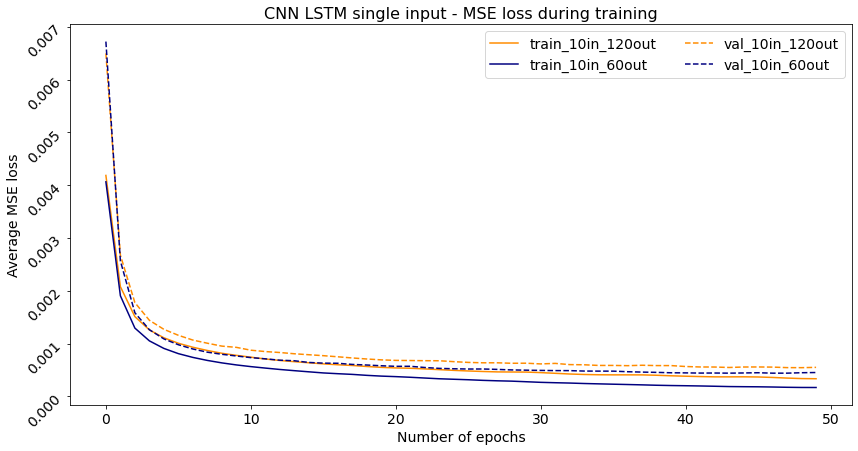 CNN LSTM single input - MSE loss during training
train_10in_120out
train_10in_60out
val_10in_120out
val_10in_60out
Average MSE loss
0.007
0.006
0.005
0.004
0.003
0.002
0.001
0.000
0 10 20 30 40 50
Number of epochs